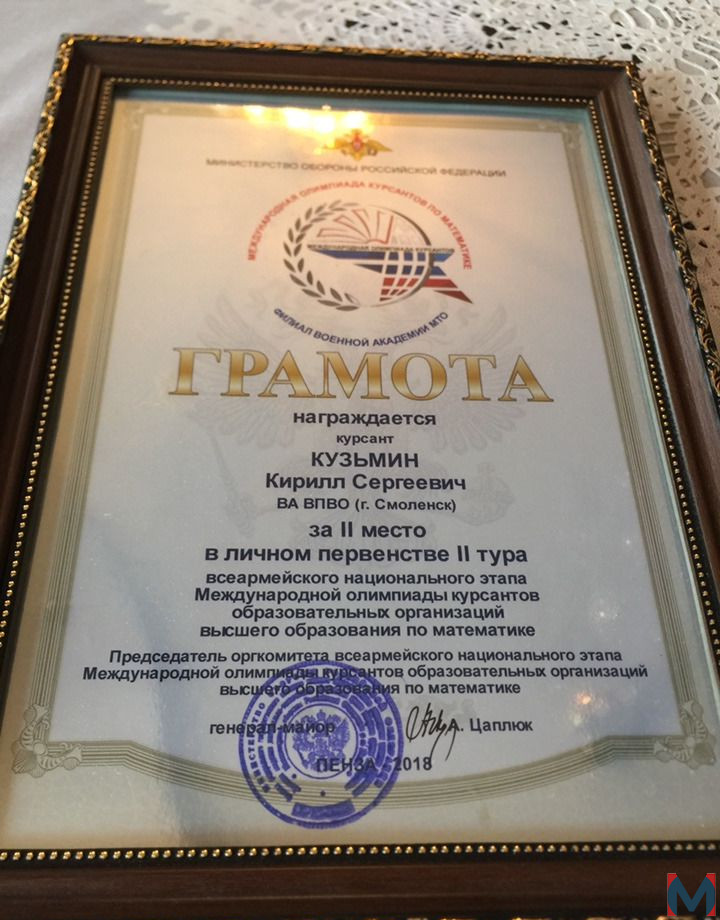 МИНИСТЕРСТВО ОБОРОНЫ РОССИЙСКОЙ ФЕДЕРАЦИИ
МЕЖДУНАРОДНАЯ ОЛИМПИАДА КУРСАНТОВ ПО МАТЕМАТИКЕ
МЕЖДУНАРОДНАЯ ОЛИМПИАДА КУРСАНТОВ
ФИЛИАЛ ВОЕННОЙ АКАДЕМИИ МТО
ГРАМОТА
награждается
курсант
КУЗЬМИН
Кирилл Сергеевич
ВА ВПВО (г. Смоленск)
за II место
в личном первенстве II тура
всеармейского национального этапа
Международной олимпиады курсантов
образовательных организаций
высшего образования по математике
Председатель оргкомитета всеармейского национального этапа
Международной олимпиады курсантов образовательных организаций
высшего образования по математике
генерал-майор А. Цаплюк
ПЕНЗА 2018
М